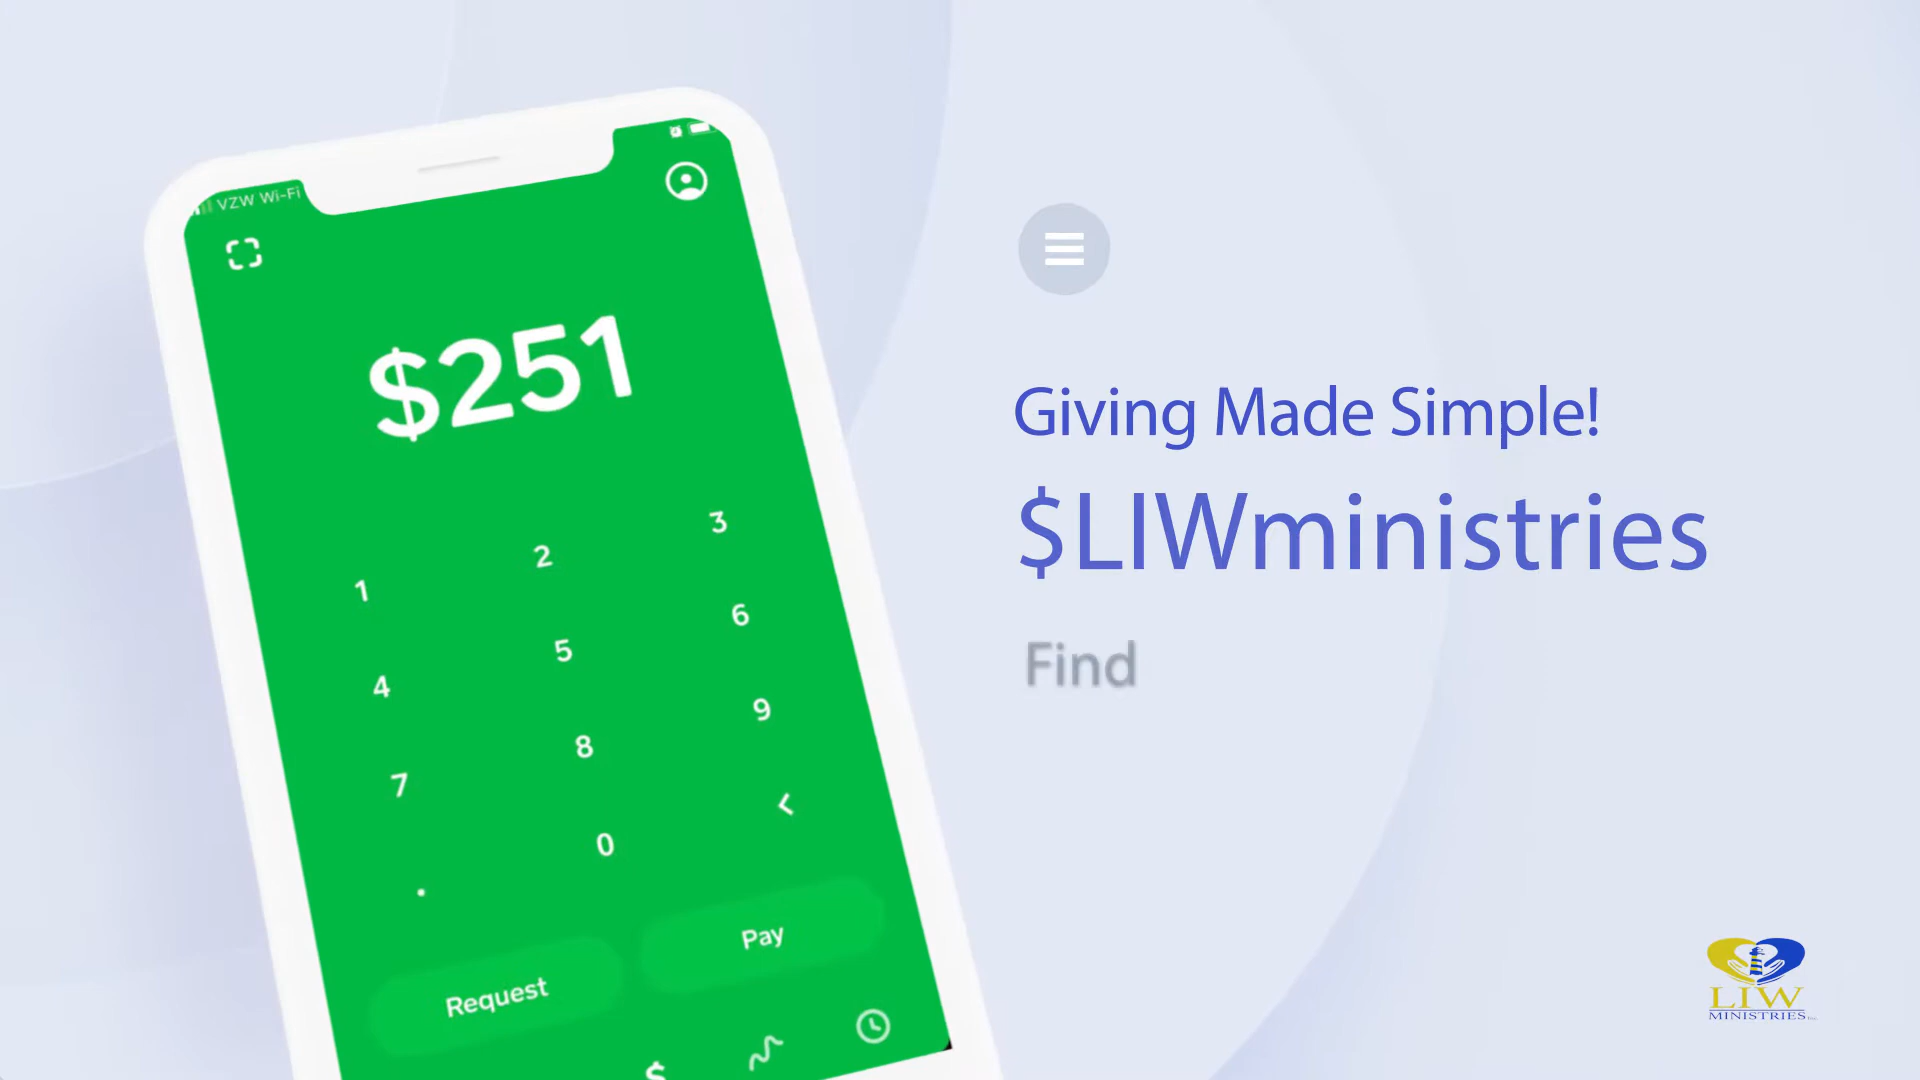 VZW Wi-Fi
$251
1 2 3
4 5 6
7 8 9
. 0 <
Request Pay
$
Giving Made Simple!
$LIWministries
Find
LIW
MINISTRIES